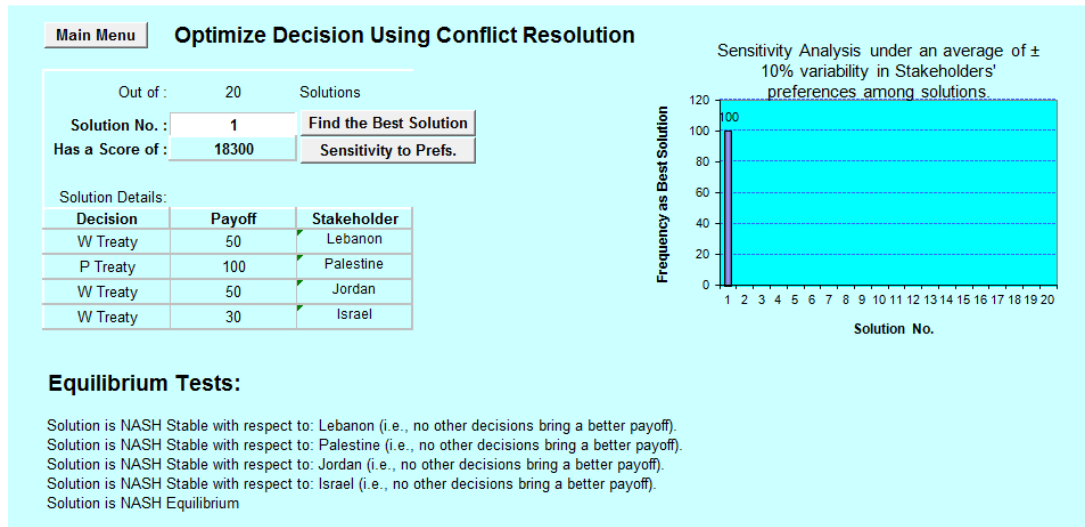 Main Menu Optimize Decision Using Conflict Resolution
Out of : 20 Solutions
Solution No. : 1 Find the Best Solution
Has a Score of : 18300 Sensitivity to Prefs.
Solution Details:
Decision Payoff Stakeholder
W Treaty 50 Lebanon
P Treaty 100 Palestine
W Treaty 50 Jordan
W Treaty 30 Israel
Sensitivity Analysis under an average of ±
10% variability in Stakeholders'
preferences among solutions.
Frequency as Best Solution
120
100
80
60
40
20
0
100
1 2 3 4 5 6 7 8 9 10 11 12 13 14 15 16 17 18 19 20
Solution No.
Equilibrium Tests:
Solution is NASH Stable with respect to: Lebanon (i.e., no other decisions bring a better payoff).
Solution is NASH Stable with respect to: Palestine (i.e., no other decisions bring a better payoff).
Solution is NASH Stable with respect to: Jordan (i.e., no other decisions bring a better payoff).
Solution is NASH Stable with respect to: Israel (i.e., no other decisions bring a better payoff).
Solution is NASH Equilibrium